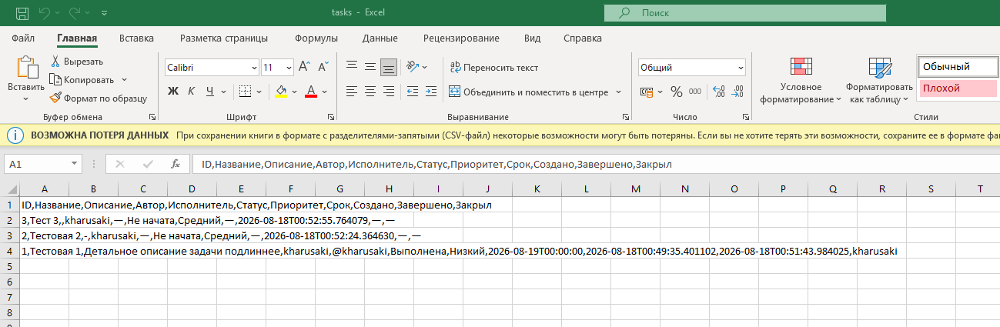 tasks - Excel
Поиск
Файл Главная Вставка Разметка страницы Формулы Данные Рецензирование Вид Справка
Вставить
Вырезать
Копировать
Формат по образцу
Буфер обмена
Calibri 11
Ж К Ч
Шрифт
Переносить текст
Объединить и поместить в центре
Выравнивание
Общий
% 000
Число
Условное форматирование
Форматировать как таблицу
Обычный
Плохой
Стили
ВОЗМОЖНА ПОТЕРЯ ДАННЫХ При сохранении книги в формате с разделителями-запятыми (CSV-файл) некоторые возможности могут быть потеряны. Если вы не хотите терять эти возможности, сохраните ее в формате фа
A1 fx ID,Название,Описание,Автор,Исполнитель,Статус,Приоритет,Срок,Создано,Завершено,Закрыл
A B C D E F G H I J K L M N O P Q R S T
1 ID,Название,Описание,Автор,Исполнитель,Статус,Приоритет,Срок,Создано,Завершено,Закрыл
2 3,Тест 3,,kharusaki,—,Не начата,Средний,—,2026-08-18T00:52:55.764079,—,—
3 2,Тестовая 2,-,kharusaki,—,Не начата,Средний,—,2026-08-18T00:52:24.364630,—,—
4 1,Тестовая 1,Детальное описание задачи подлиннее,kharusaki,@kharusaki,Выполнена,Низкий,2026-08-19T00:00:00,2026-08-18T00:49:35.401102,2026-08-18T00:51:43.984025,kharusaki
5
6
7
8